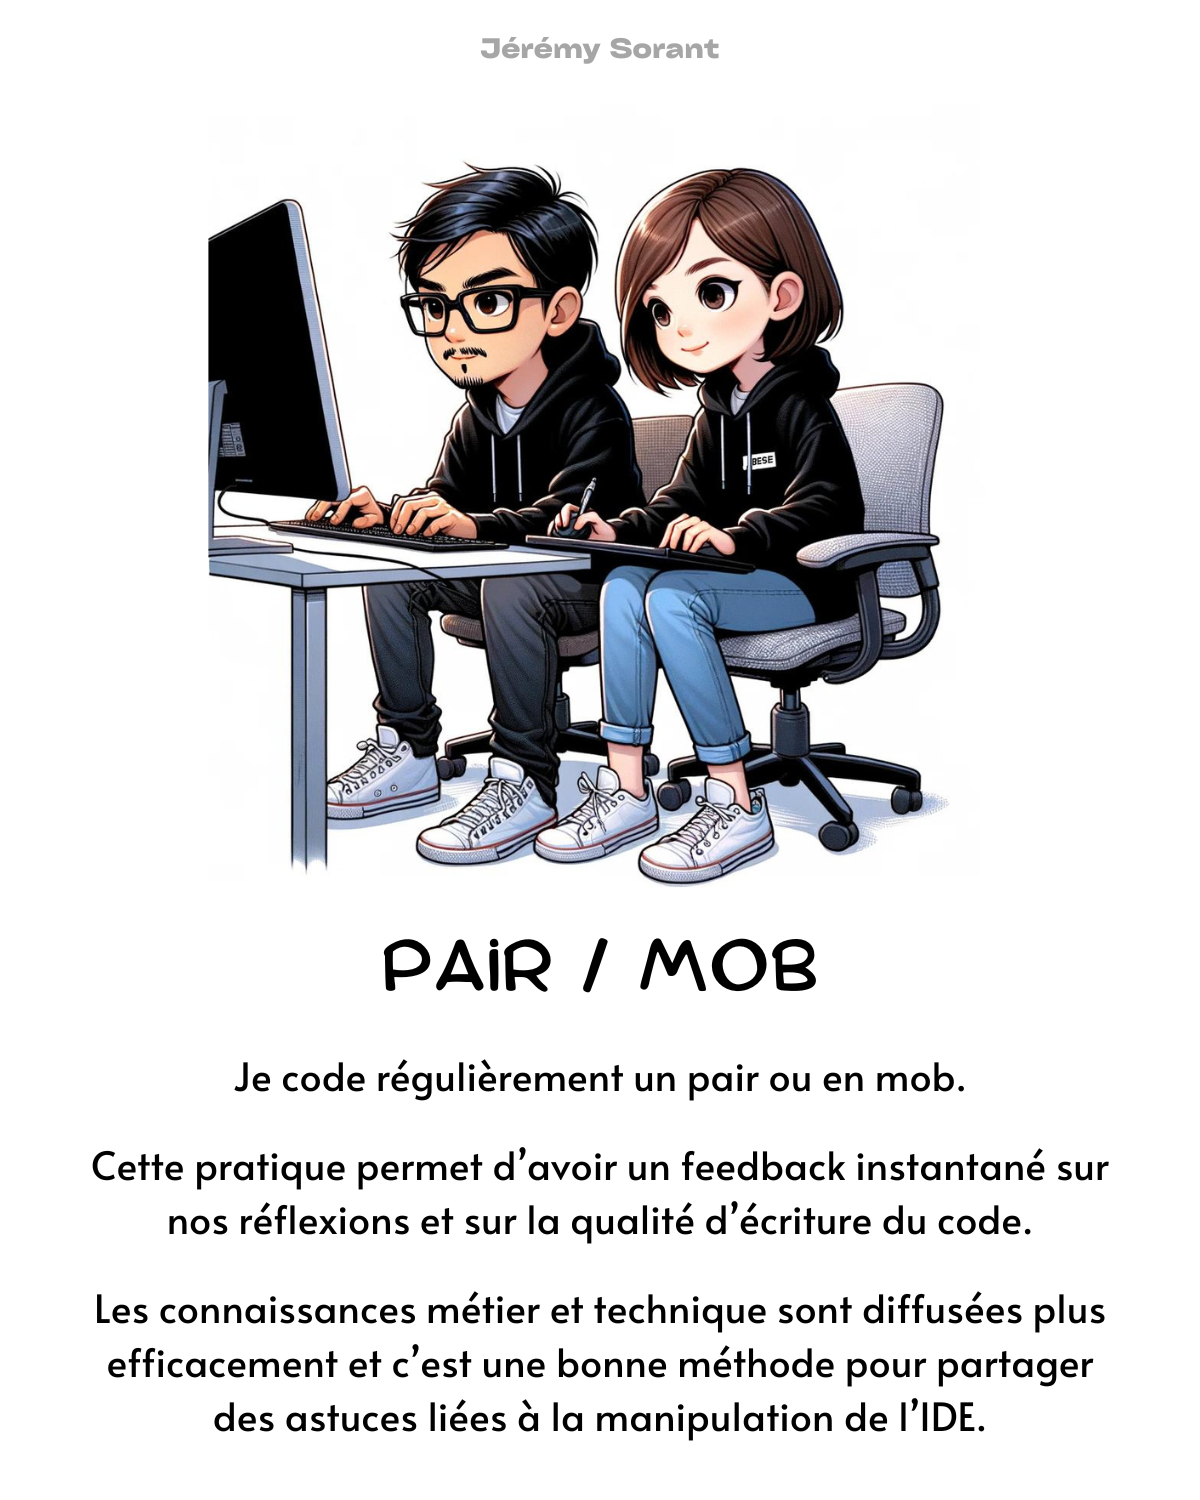 Jérémy Sorant
BESE
PAIR / MOB
Je code régulièrement un pair ou en mob.
Cette pratique permet d’avoir un feedback instantané sur
nos réflexions et sur la qualité d’écriture du code.
Les connaissances métier et technique sont diffusées plus
efficacement et c’est une bonne méthode pour partager
des astuces liées à la manipulation de l’IDE.